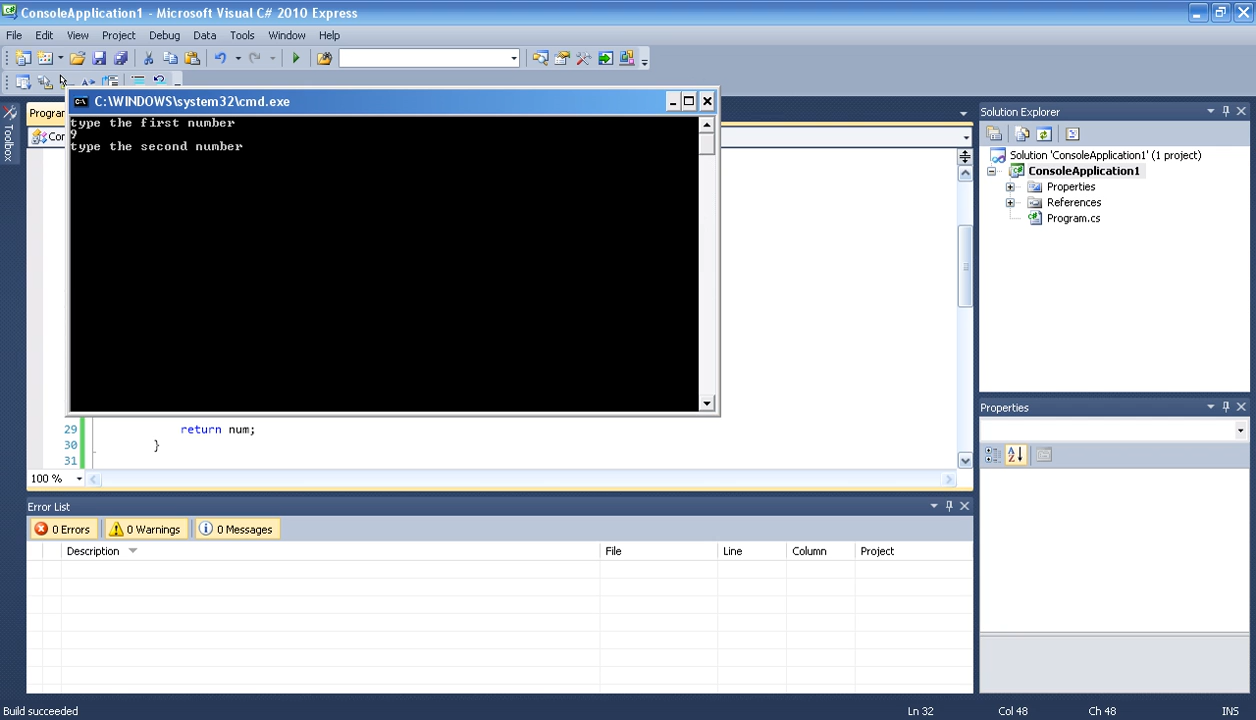 ConsoleApplication1 - Microsoft Visual C# 2010 Express
File Edit View Project Debug Data Tools Window Help
C:\WINDOWS\system32\cmd.exe
type the first number
9
type the second number
Toolbox
29 return num;
30 }
31
100 %
Solution Explorer
Solution 'ConsoleApplication1' (1 project)
ConsoleApplication1
Properties
References
Program.cs
Properties
Error List
0 Errors 0 Warnings 0 Messages
Description File Line Column Project
Build succeeded Ln 32 Col 48 Ch 48 INS